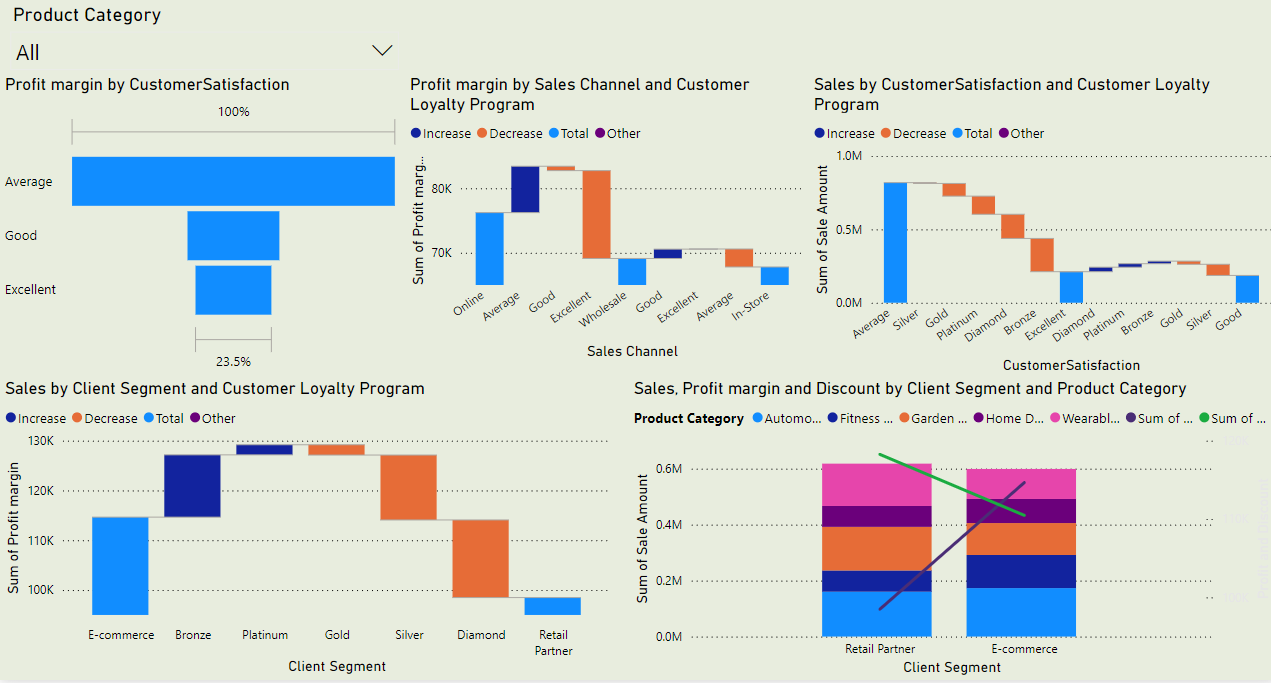 Product Category
All
Profit margin by CustomerSatisfaction
100%
Average
Good
Excellent
23.5%
Profit margin by Sales Channel and Customer
Loyalty Program
Increase Decrease Total Other
Sum of Profit marg...
80K
70K
Online Average Good Excellent Wholesale Good Excellent Average In-Store
Sales Channel
Sales by CustomerSatisfaction and Customer Loyalty
Program
Increase Decrease Total Other
Sum of Sale Amount
1.0M
0.5M
0.0M
Average Silver Gold Platinum Diamond Bronze Excellent Diamond Platinum Bronze Gold Silver Good
CustomerSatisfaction
Sales by Client Segment and Customer Loyalty Program
Increase Decrease Total Other
Sum of Profit margin
130K
120K
110K
100K
E-commerce Bronze Platinum Gold Silver Diamond Retail
Partner
Client Segment
Sales, Profit margin and Discount by Client Segment and Product Category
Product Category Automo... Fitness ... Garden ... Home D... Wearabl... Sum of ... Sum of ...
Sum of Sale Amount
0.6M
0.4M
0.2M
0.0M
Retail Partner E-commerce
Client Segment